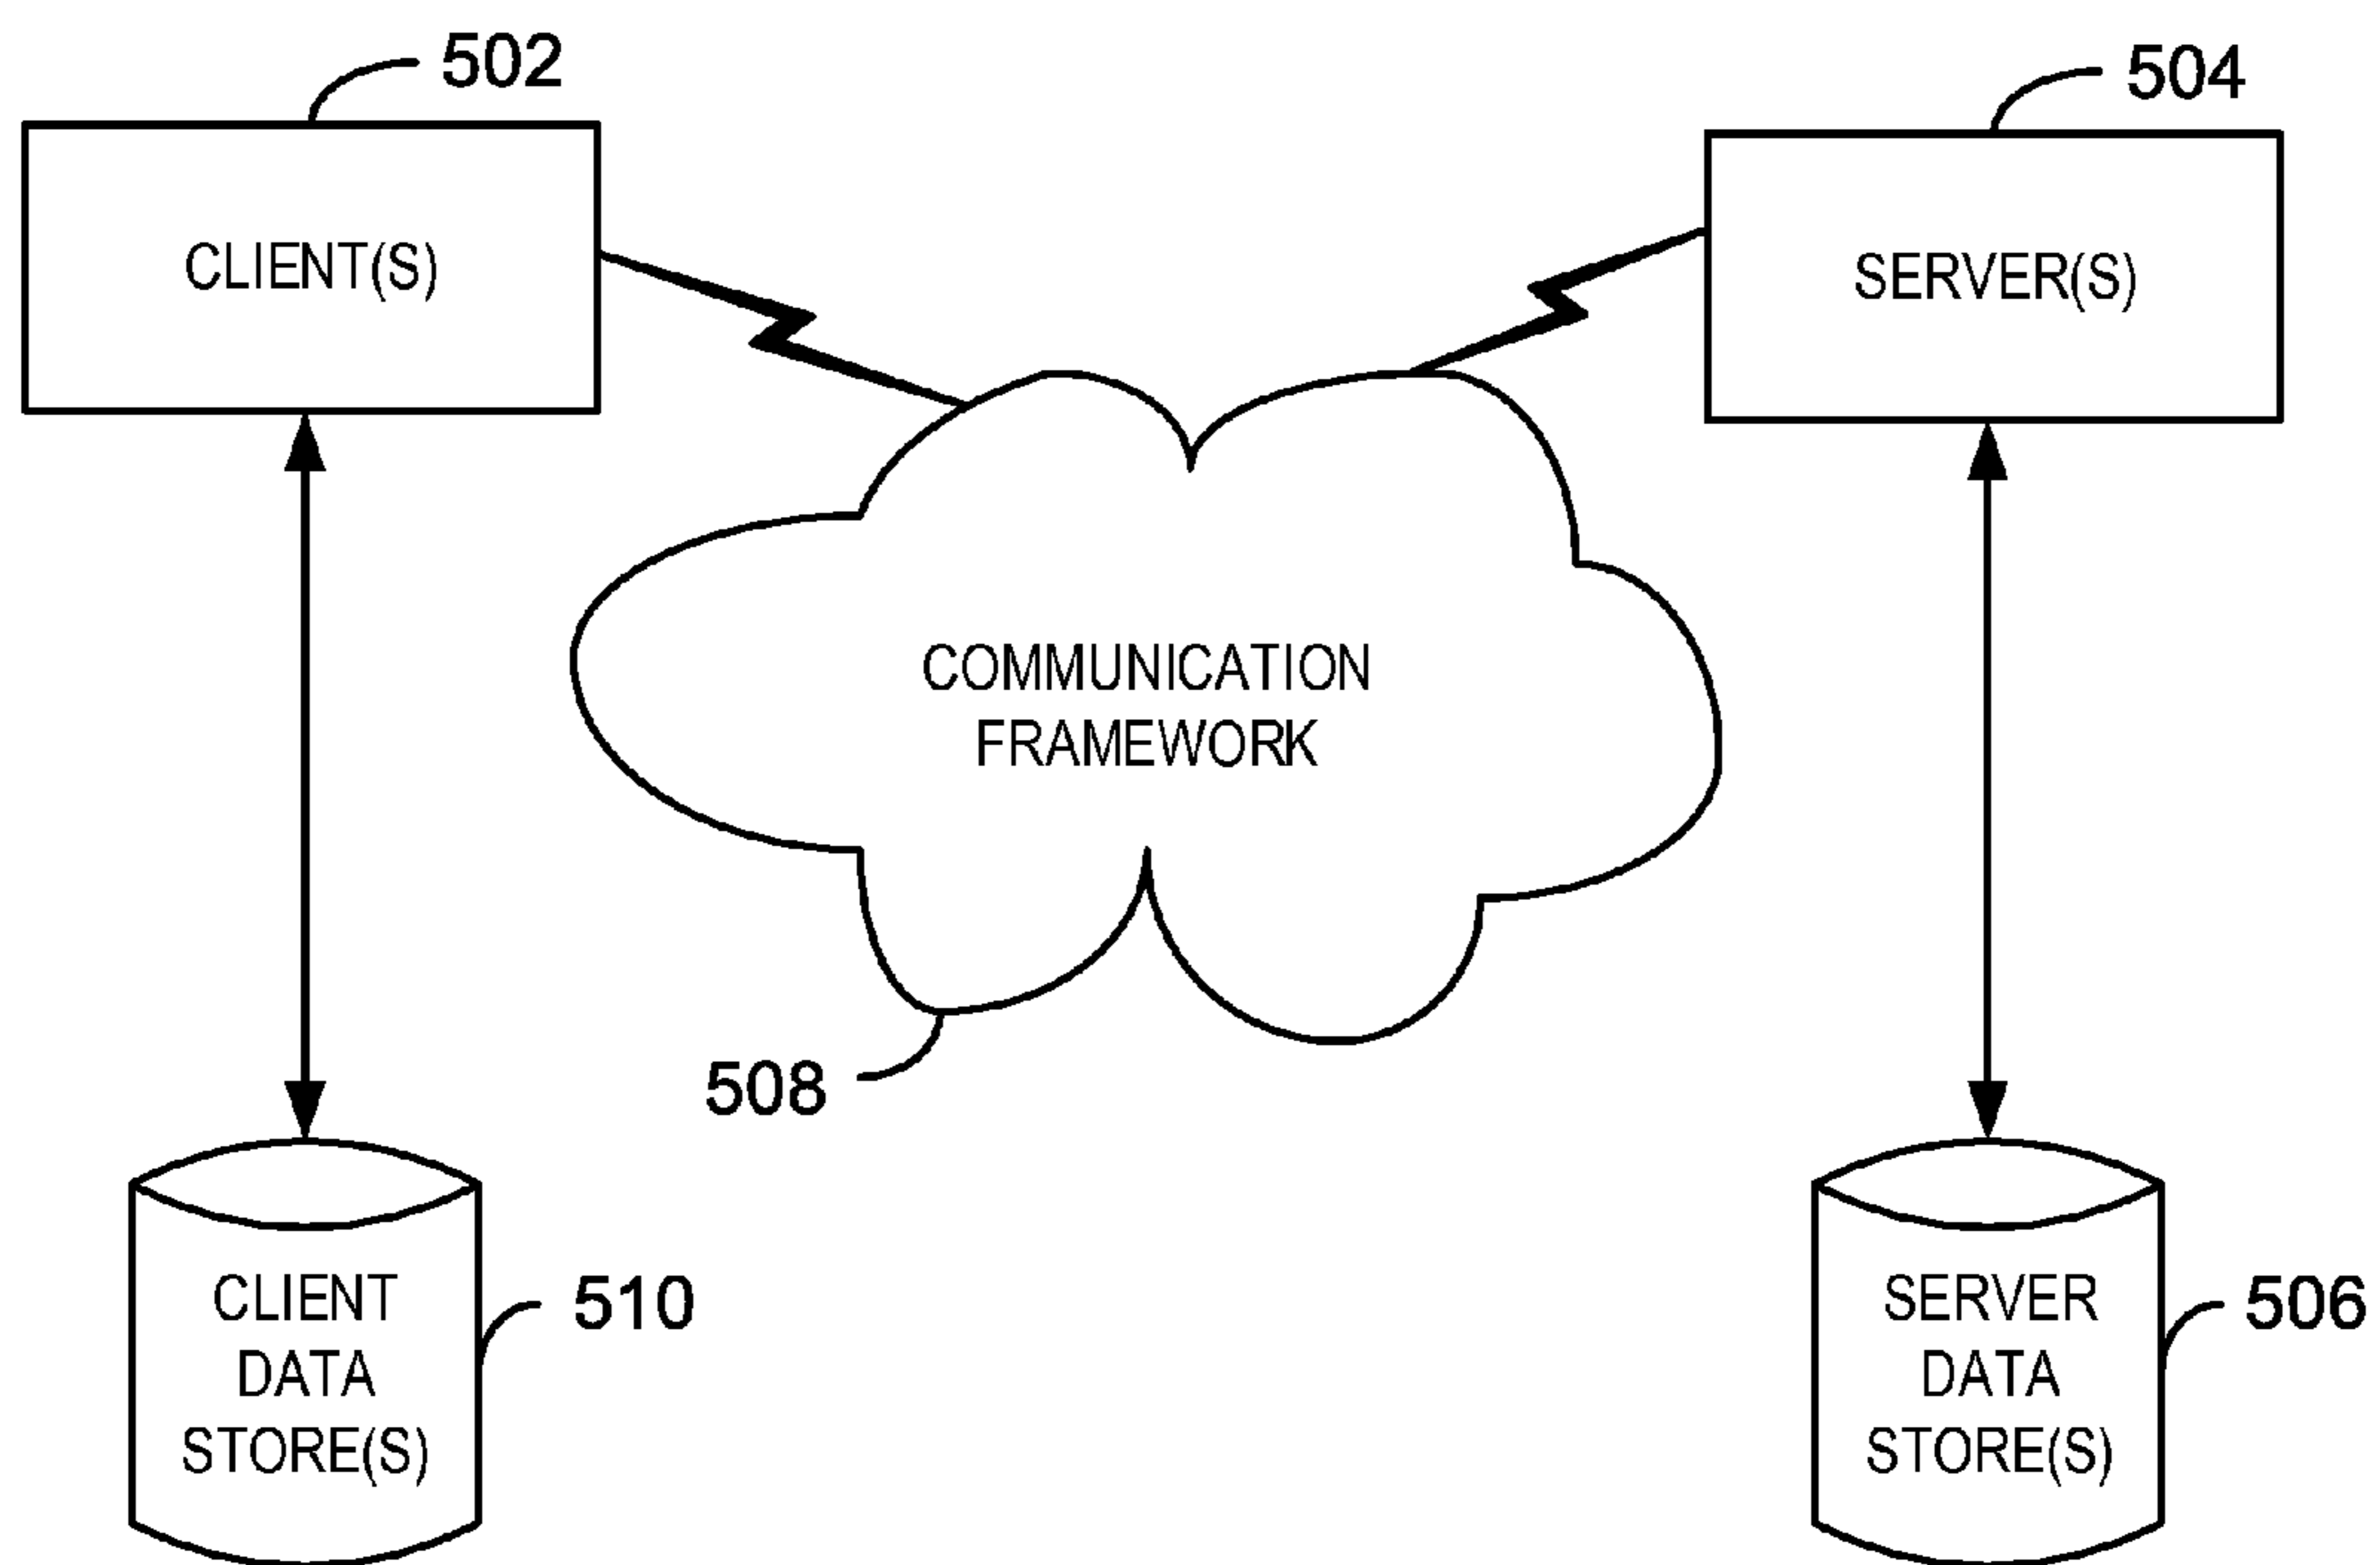 502
504
CLIENT(S)
SERVER(S)
COMMUNICATION
FRAMEWORK
508
CLIENT
DATA
STORE(S)
510
SERVER
DATA
STORE(S)
506